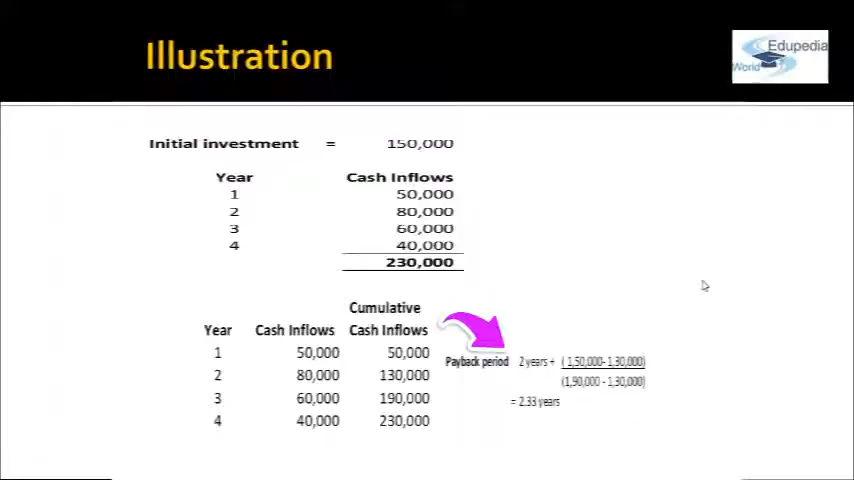 Illustration
Edupedia
World
Initial investment = 150,000
Year Cash Inflows
1 50,000
2 80,000
3 60,000
4 40,000
230,000
Cumulative
Year Cash Inflows Cash Inflows
1 50,000 50,000
2 80,000 130,000
3 60,000 190,000
4 40,000 230,000
Payback period 2 years + ( 1,50,000- 1,30,000)
(1,90,000 - 1,30,000)
= 2.33 years